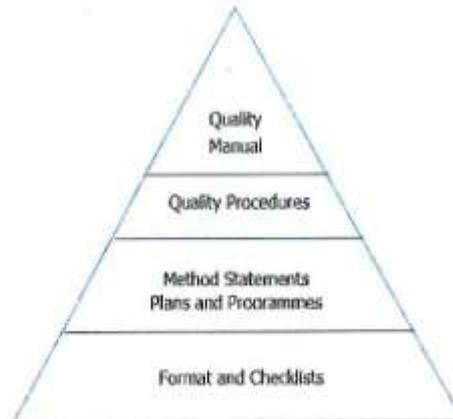 Quality
Manual
Quality Procedures
Method Statements
Plans and Programmes
Format and Checklists